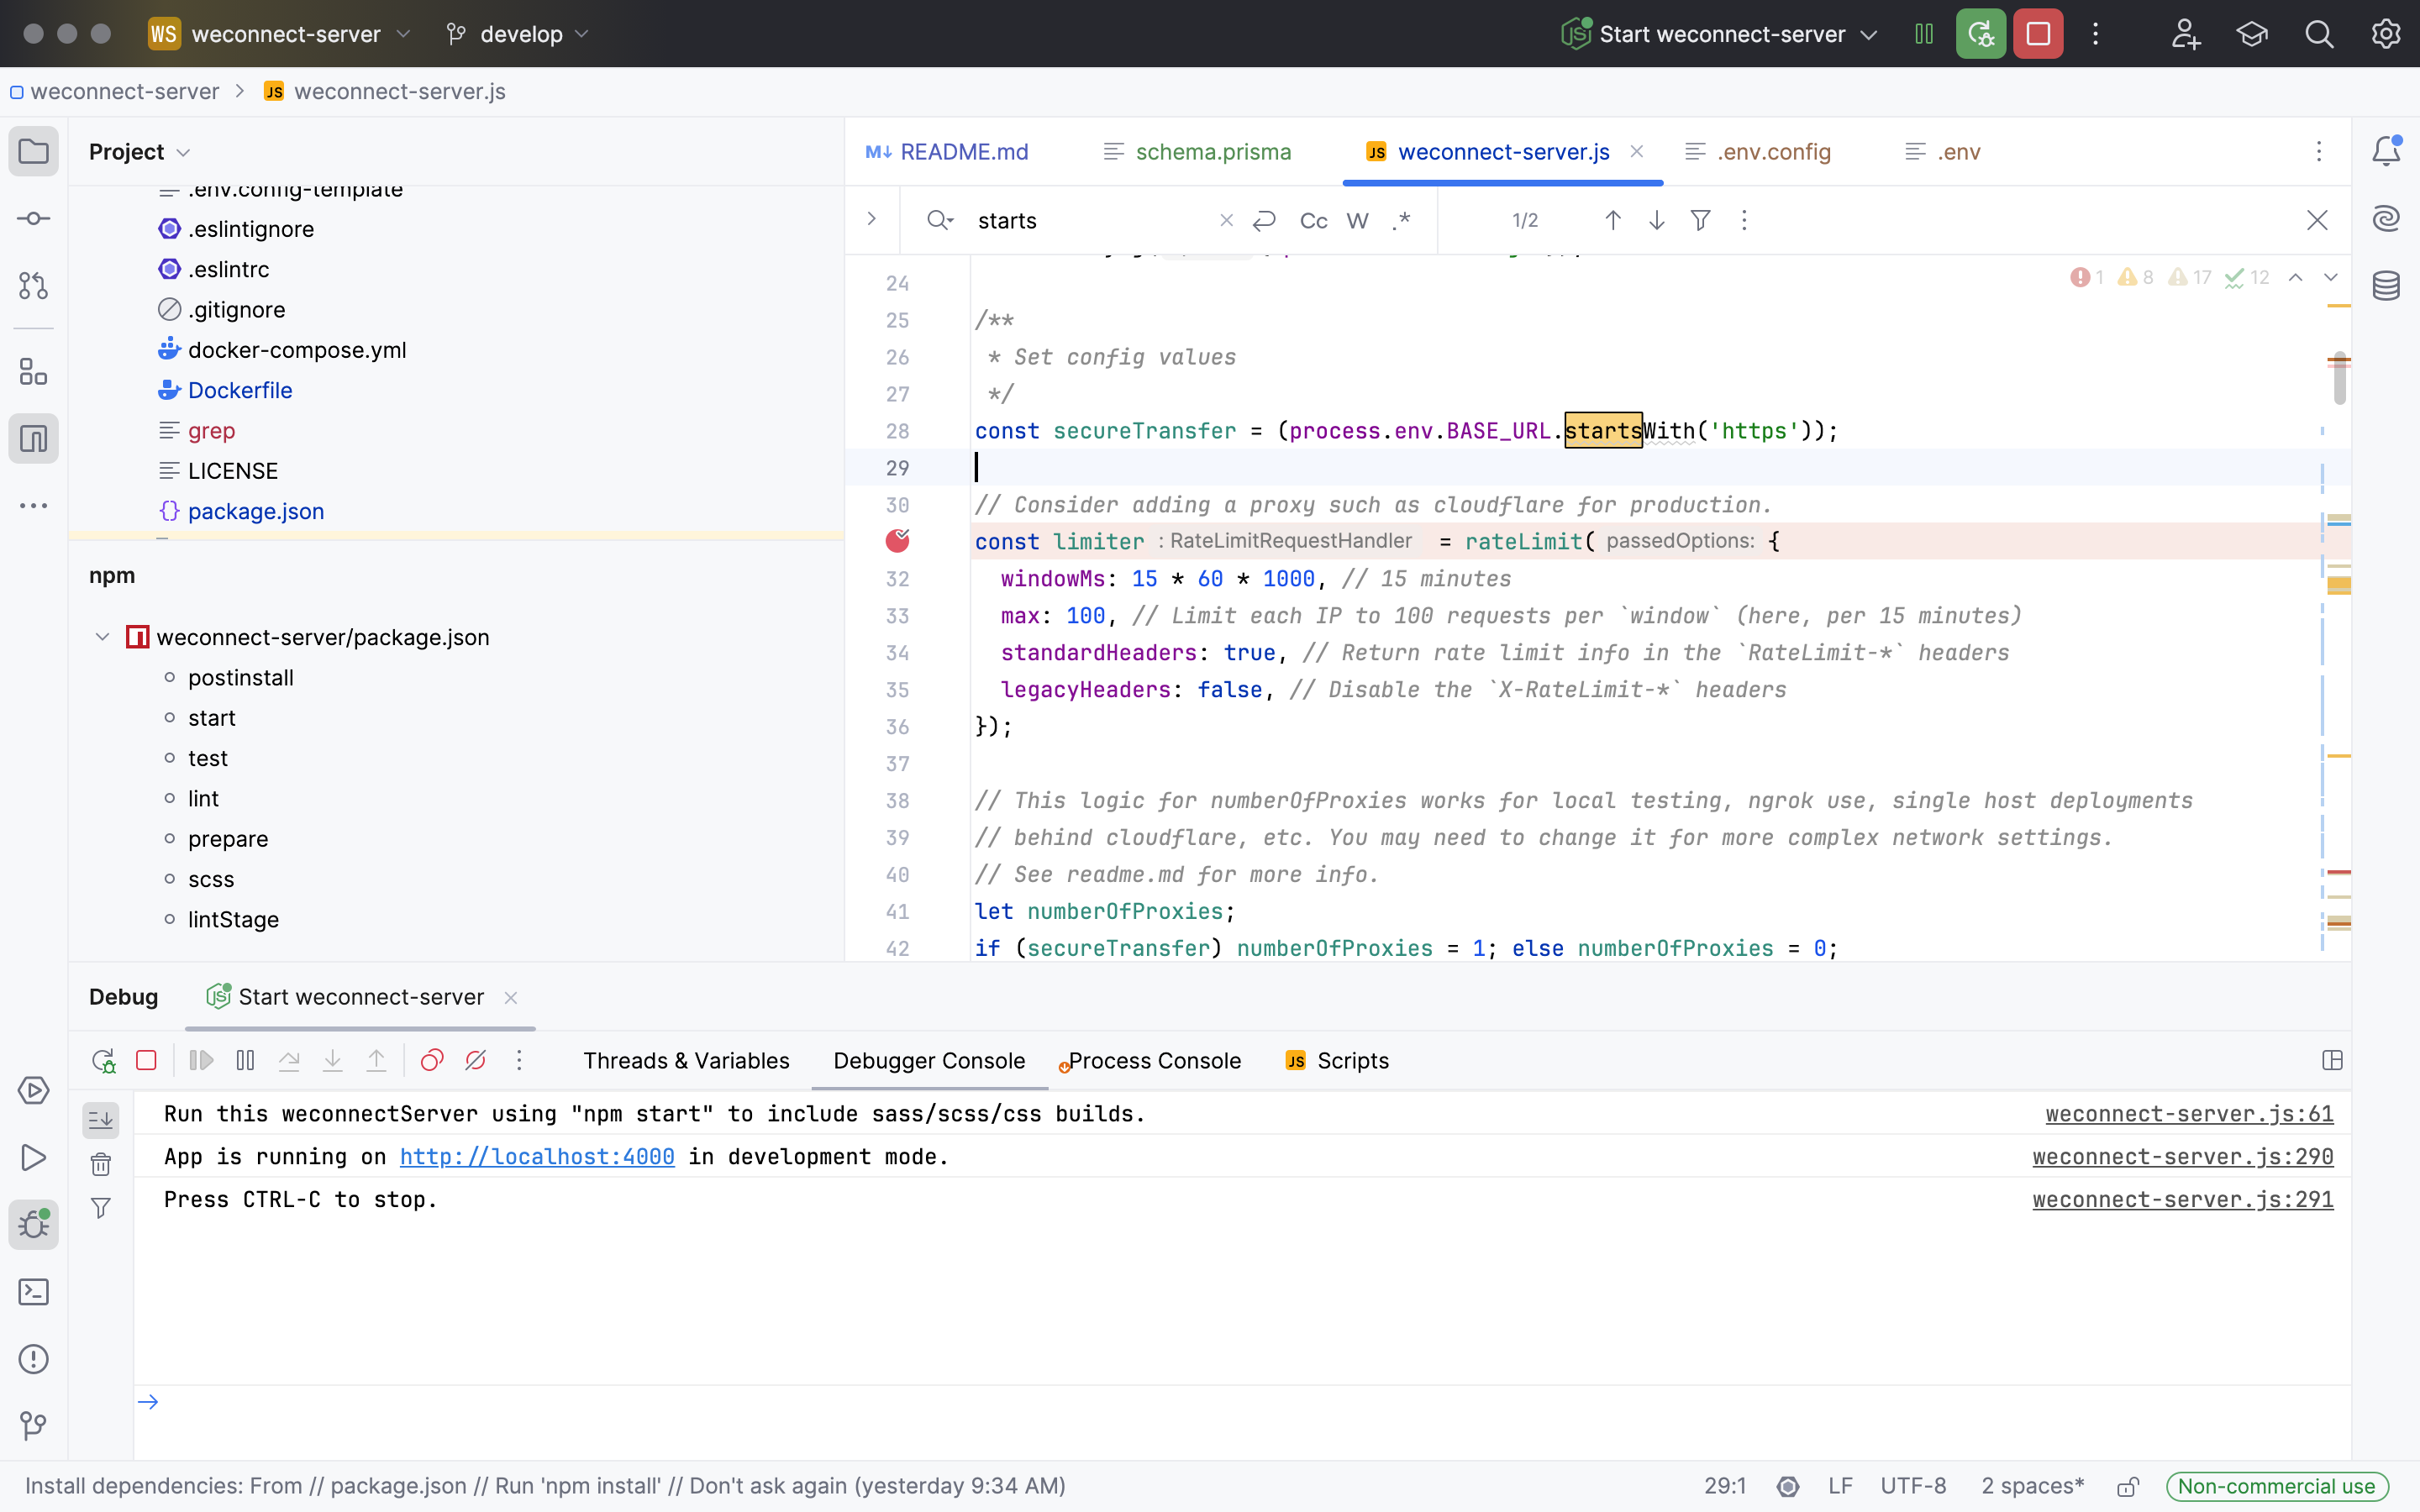 WS weconnect-server develop Start weconnect-server
weconnect-server > JS weconnect-server.js
Project
.env.config-template
.eslintignore
.eslintrc
.gitignore
docker-compose.yml
Dockerfile
grep
LICENSE
package.json
npm
weconnect-server/package.json
postinstall
start
test
lint
prepare
scss
lintStage
README.md schema.prisma JS weconnect-server.js .env.config .env
starts Cc W .* 1/2
1 8 17 12
24
25 /**
26 * Set config values
27 */
28 const secureTransfer = (process.env.BASE_URL.startsWith('https'));
29
30 // Consider adding a proxy such as cloudflare for production.
const limiter : RateLimitRequestHandler = rateLimit( passedOptions: {
32 windowMs: 15 * 60 * 1000, // 15 minutes
33 max: 100, // Limit each IP to 100 requests per `window` (here, per 15 minutes)
34 standardHeaders: true, // Return rate limit info in the `RateLimit-*` headers
35 legacyHeaders: false, // Disable the `X-RateLimit-*` headers
36 });
37
38 // This logic for numberOfProxies works for local testing, ngrok use, single host deployments
39 // behind cloudflare, etc. You may need to change it for more complex network settings.
40 // See readme.md for more info.
41 let numberOfProxies;
42 if (secureTransfer) numberOfProxies = 1; else numberOfProxies = 0;
Debug Start weconnect-server
Threads & Variables Debugger Console Process Console JS Scripts
Run this weconnectServer using "npm start" to include sass/scss/css builds. weconnect-server.js:61
App is running on http://localhost:4000 in development mode. weconnect-server.js:290
Press CTRL-C to stop. weconnect-server.js:291
Install dependencies: From // package.json // Run 'npm install' // Don't ask again (yesterday 9:34 AM) 29:1 LF UTF-8 2 spaces* Non-commercial use